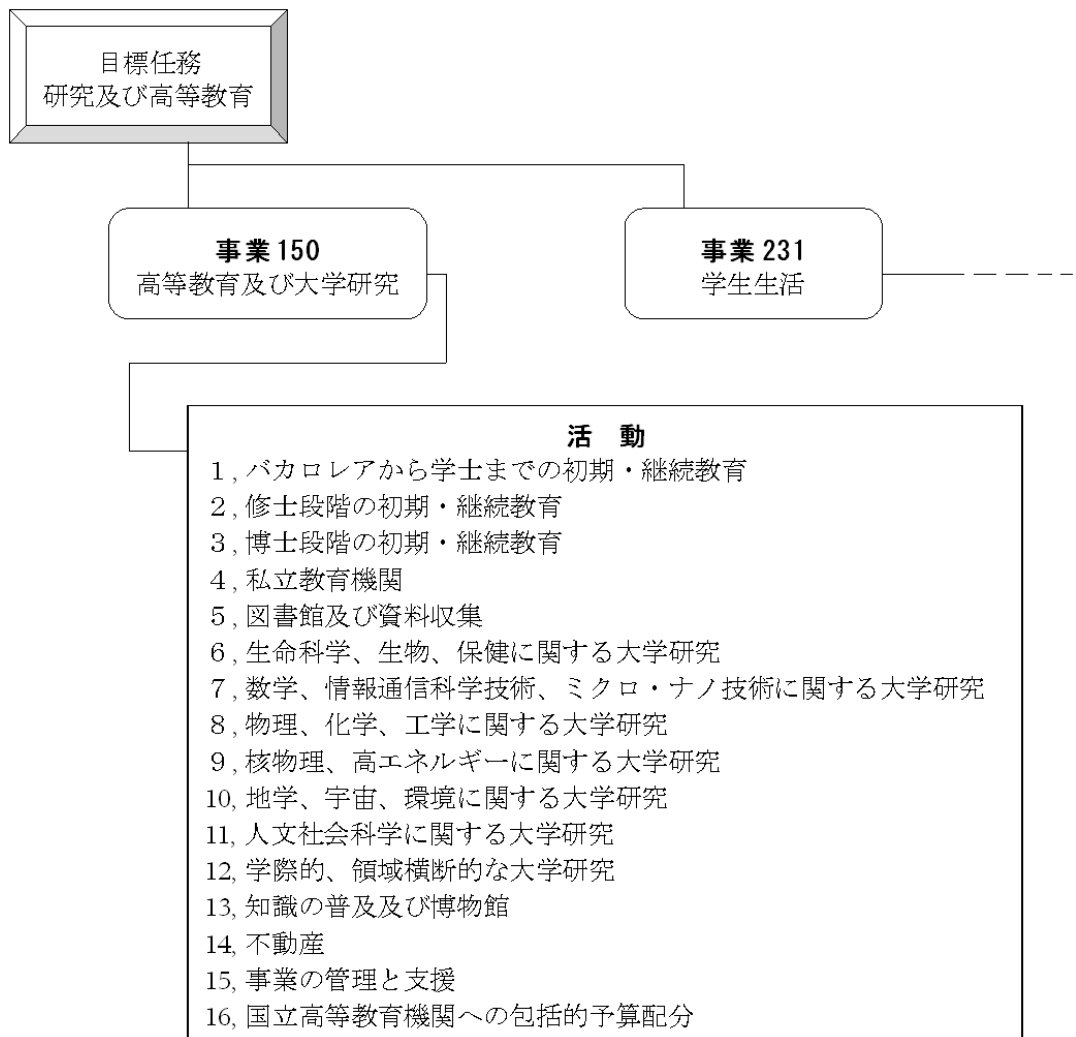 目標任務
研究及び高等教育
事業150
高等教育及び大学研究
事業 231
学生生活
活　動
１, バカロレアから学士までの初期・継続教育
２, 修士段階の初期・継続教育
３, 博士段階の初期・継続教育
４, 私立教育機関
５, 図書館及び資料収集
６, 生命科学、生物、保健に関する大学研究
７, 数学、情報通信科学技術、ミクロ・ナノ技術に関する大学研究
８, 物理、化学、工学に関する大学研究
９, 核物理、高エネルギーに関する大学研究
10, 地学、宇宙、環境に関する大学研究
11, 人文社会科学に関する大学研究
12, 学際的、領域横断的な大学研究
13, 知識の普及及び博物館
14, 不動産
15, 事業の管理と支援
16, 国立高等教育機関への包括的予算配分